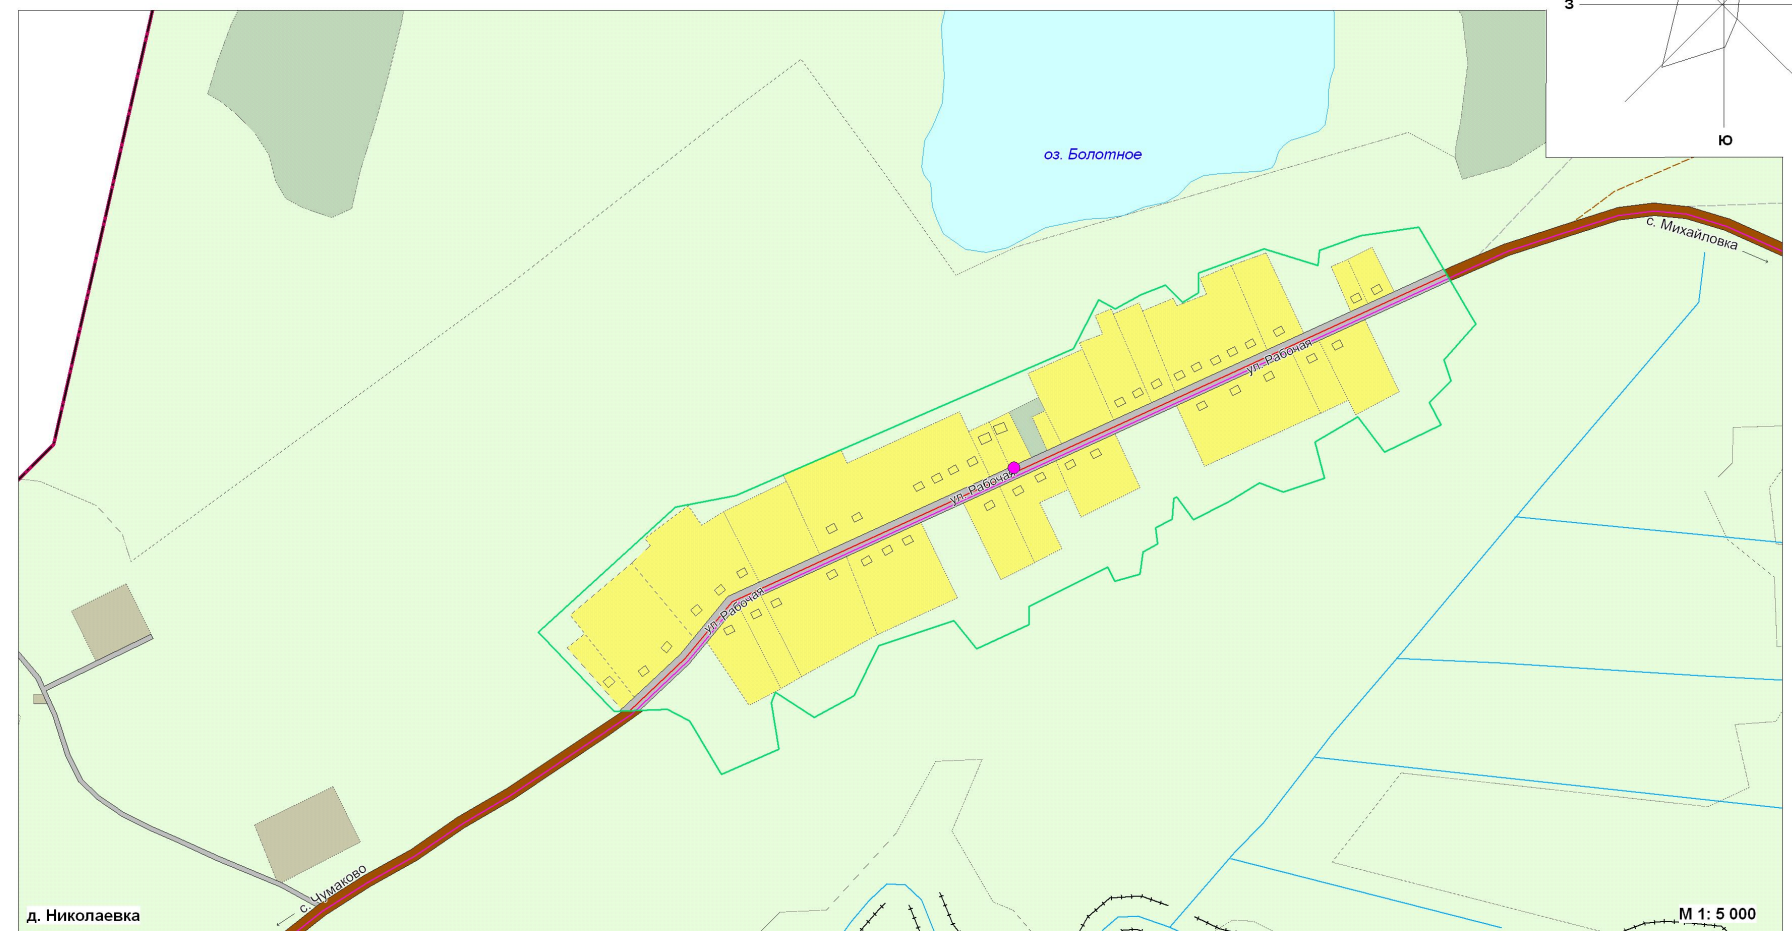 З
Ю
оз. Болотное
с. Михайловка
ул. Рабочая
ул. Рабочая
ул. Рабочая
с. Чумаково
д. Николаевка
М 1: 5 000